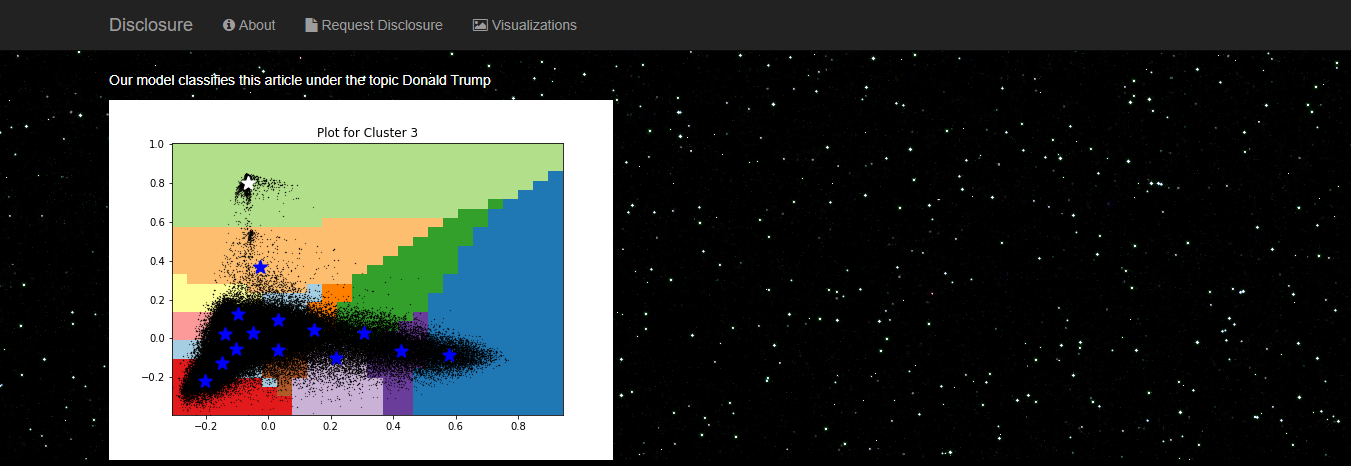 Disclosure About Request Disclosure Visualizations
Our model classifies this article under the topic Donald Trump
Plot for Cluster 3
1.0
0.8
0.6
0.4
0.2
0.0
−0.2
−0.2 0.0 0.2 0.4 0.6 0.8